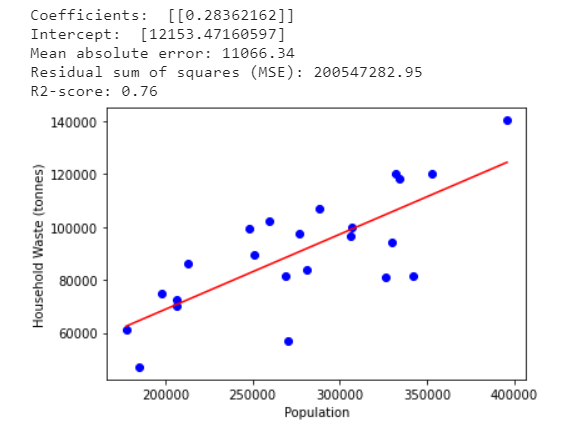 Coefficients:  [[0.28362162]]
Intercept:  [12153.47160597]
Mean absolute error: 11066.34
Residual sum of squares (MSE): 200547282.95
R2-score: 0.76
140000
120000
100000
80000
60000
Household Waste (tonnes)
200000 250000 300000 350000 400000
Population